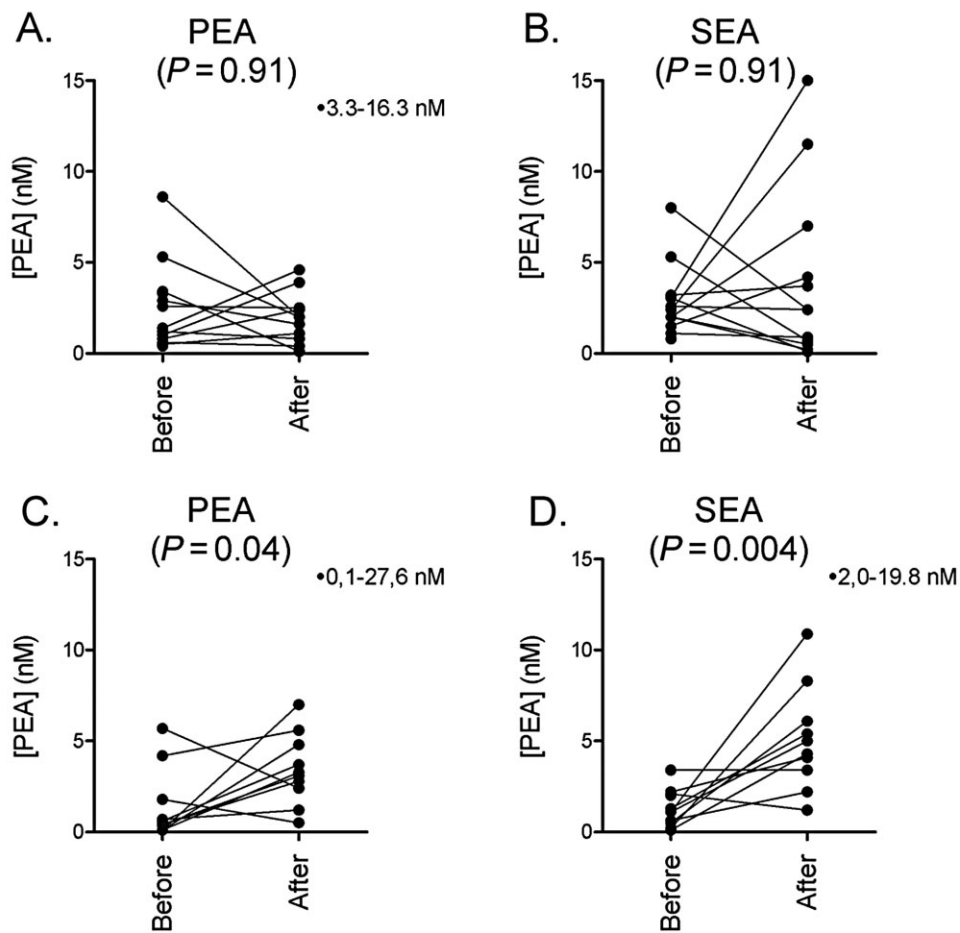 A.
PEA
(P = 0.91)
15
10
5
0
[PEA] (nM)
•3.3-16.3 nM
Before
After
B.
SEA
(P = 0.91)
15
10
5
0
[PEA] (nM)
Before
After
C.
PEA
(P = 0.04)
15
10
5
0
[PEA] (nM)
•0,1-27,6 nM
Before
After
D.
SEA
(P = 0.004)
15
10
5
0
[PEA] (nM)
•2,0-19.8 nM
Before
After